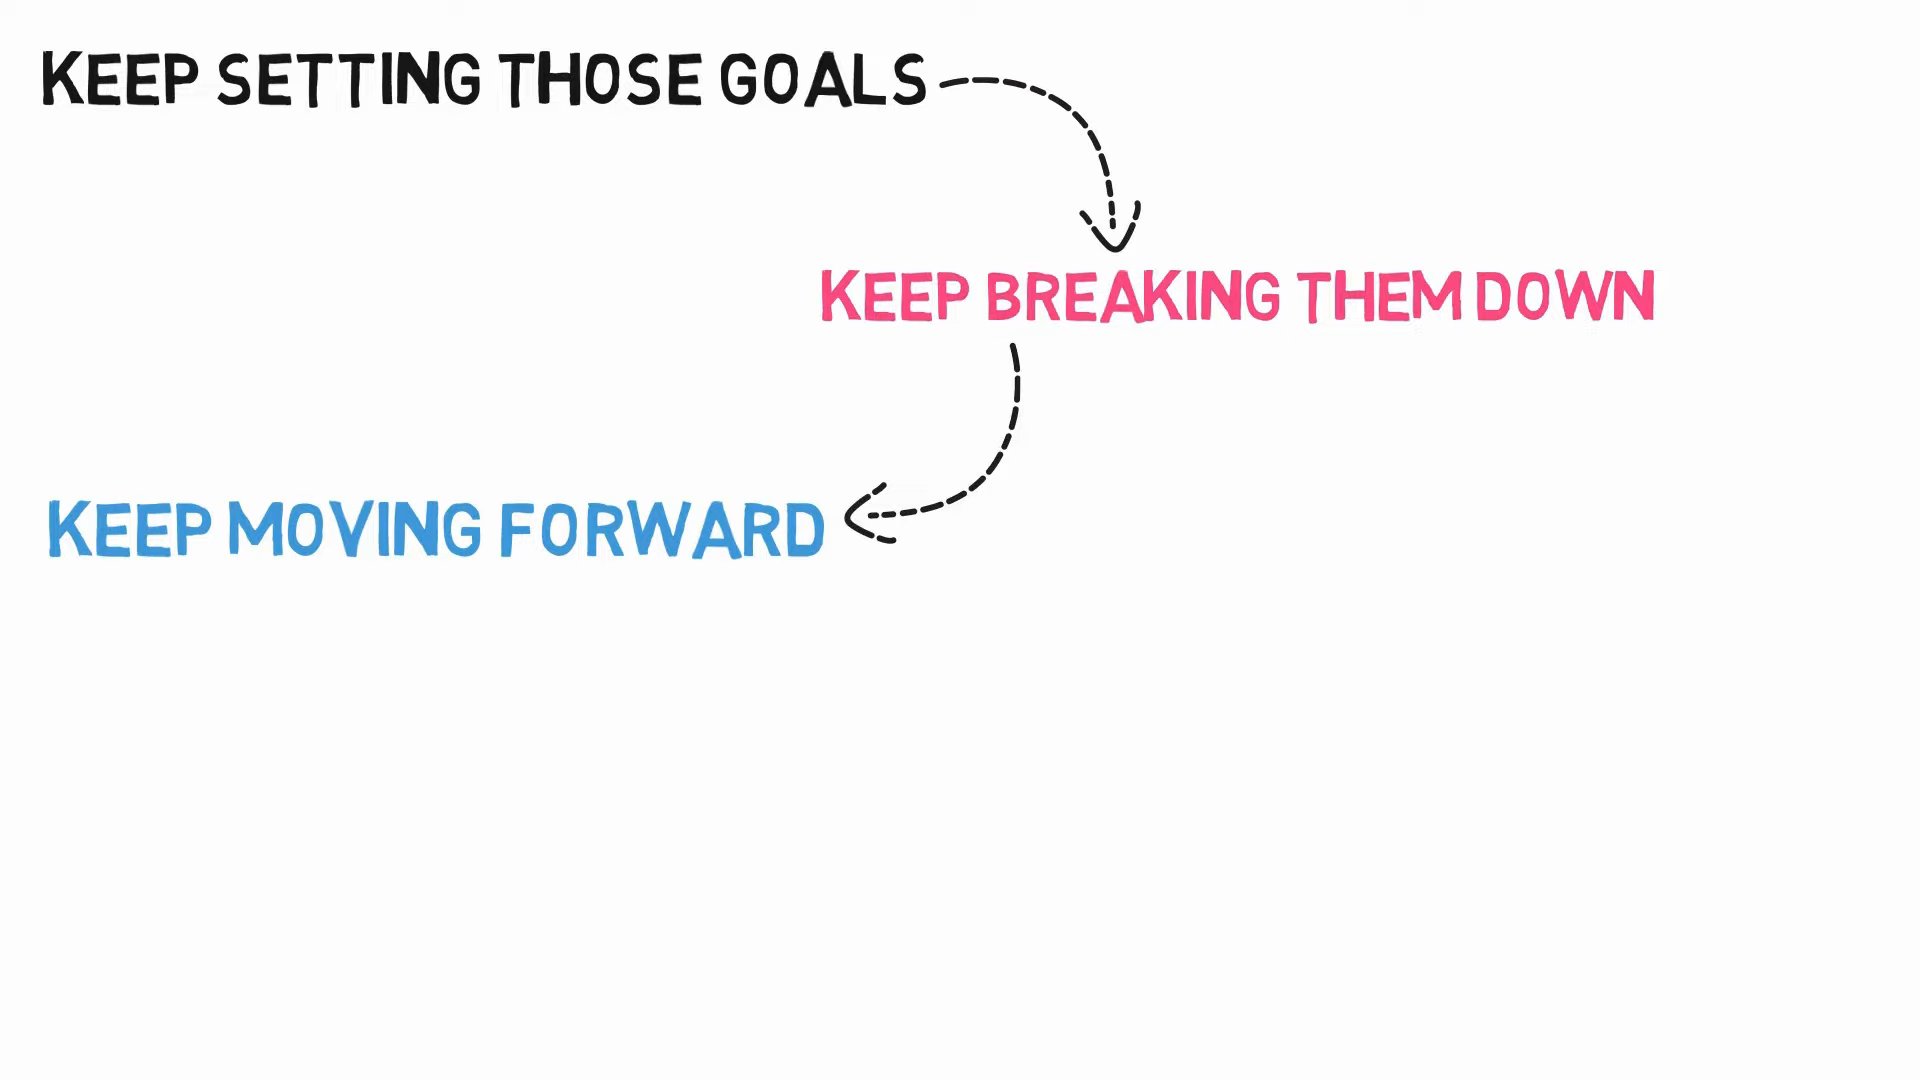 KEEP SETTING THOSE GOALS
KEEP BREAKING THEM DOWN
KEEP MOVING FORWARD